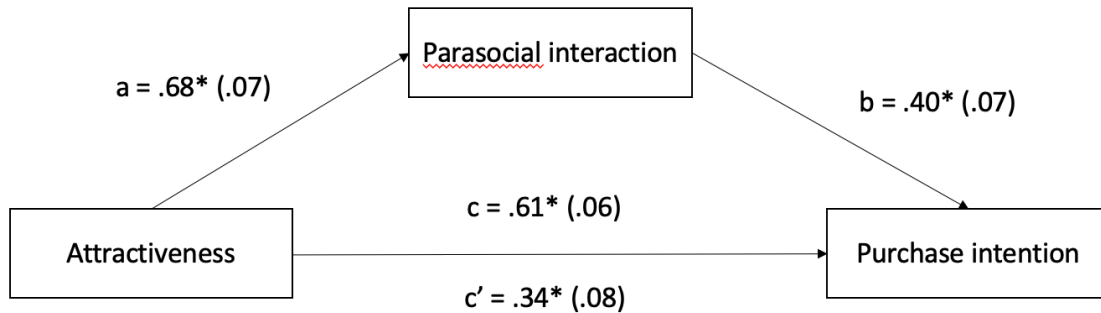 Parasocial interaction
a = .68* (.07)
b = .40* (.07)
c = .61* (.06)
Attractiveness
Purchase intention
c’ = .34* (.08)